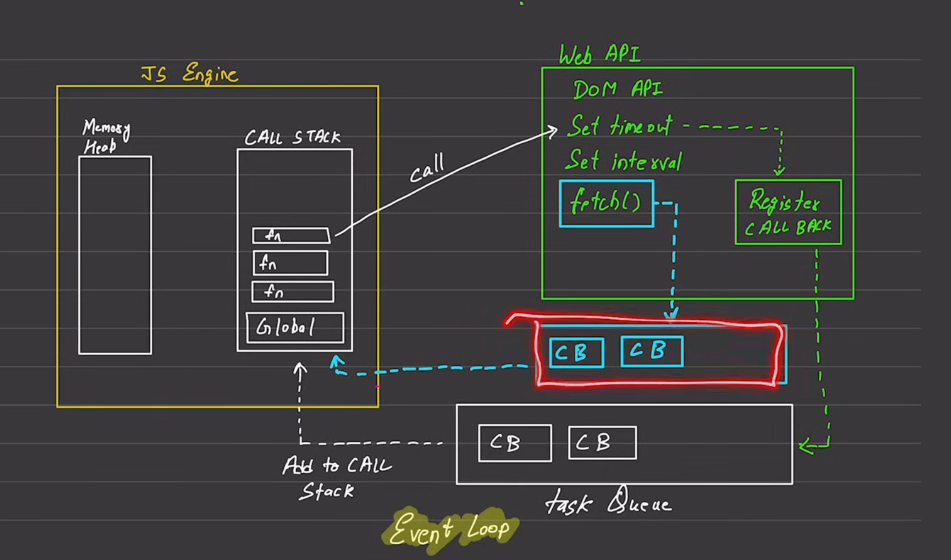 JS Engine
Memory
Heab
CALL STACK
fn
fn
fn
Global
call
Web API
DOM API
Set timeout
Set interval
fetch()
Register
CALL BACK
CB
CB
CB
CB
Add to CALL
Stack
task Queue
Event Loop